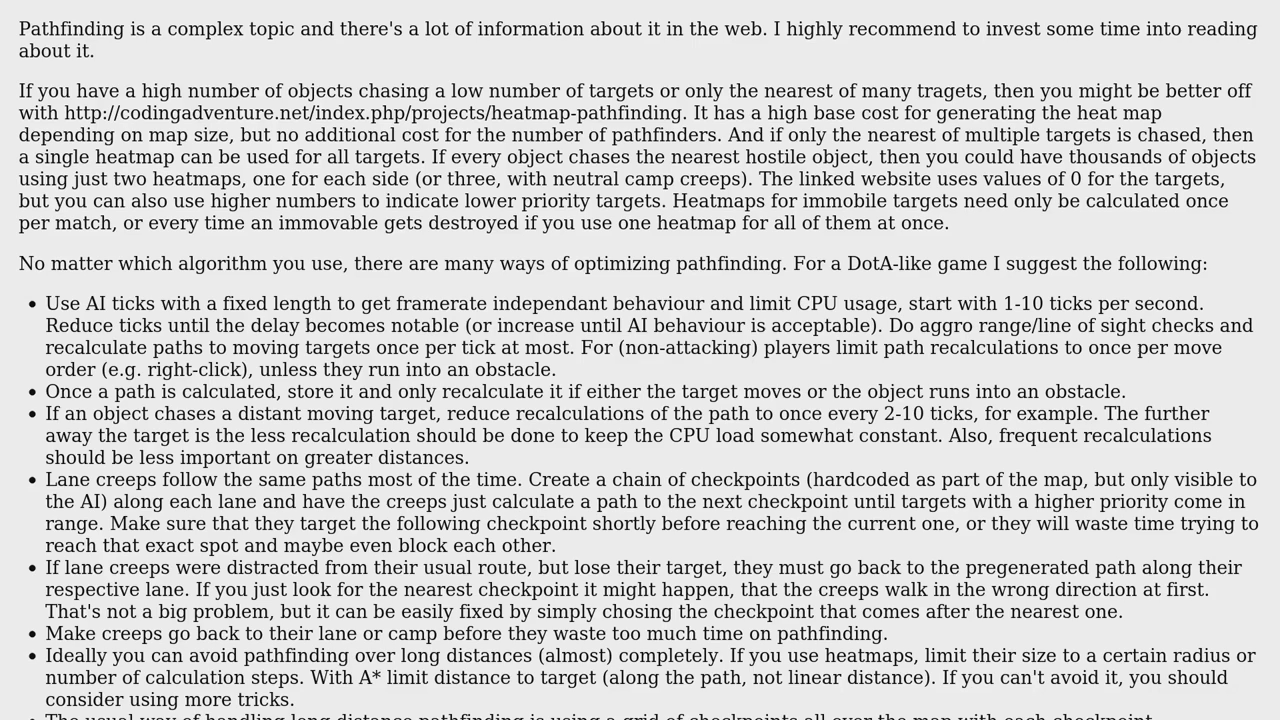 Pathfinding is a complex topic and there's a lot of information about it in the web. I highly recommend to invest some time into reading
about it.
If you have a high number of objects chasing a low number of targets or only the nearest of many tragets, then you might be better off
with http://codingadventure.net/index.php/projects/heatmap-pathfinding. It has a high base cost for generating the heat map
depending on map size, but no additional cost for the number of pathfinders. And if only the nearest of multiple targets is chased, then
a single heatmap can be used for all targets. If every object chases the nearest hostile object, then you could have thousands of objects
using just two heatmaps, one for each side (or three, with neutral camp creeps). The linked website uses values of 0 for the targets,
but you can also use higher numbers to indicate lower priority targets. Heatmaps for immobile targets need only be calculated once
per match, or every time an immovable gets destroyed if you use one heatmap for all of them at once.
No matter which algorithm you use, there are many ways of optimizing pathfinding. For a DotA-like game I suggest the following:
• Use AI ticks with a fixed length to get framerate independant behaviour and limit CPU usage, start with 1-10 ticks per second.
Reduce ticks until the delay becomes notable (or increase until AI behaviour is acceptable). Do aggro range/line of sight checks and
recalculate paths to moving targets once per tick at most. For (non-attacking) players limit path recalculations to once per move
order (e.g. right-click), unless they run into an obstacle.
• Once a path is calculated, store it and only recalculate it if either the target moves or the object runs into an obstacle.
• If an object chases a distant moving target, reduce recalculations of the path to once every 2-10 ticks, for example. The further
away the target is the less recalculation should be done to keep the CPU load somewhat constant. Also, frequent recalculations
should be less important on greater distances.
• Lane creeps follow the same paths most of the time. Create a chain of checkpoints (hardcoded as part of the map, but only visible to
the AI) along each lane and have the creeps just calculate a path to the next checkpoint until targets with a higher priority come in
range. Make sure that they target the following checkpoint shortly before reaching the current one, or they will waste time trying to
reach that exact spot and maybe even block each other.
• If lane creeps were distracted from their usual route, but lose their target, they must go back to the pregenerated path along their
respective lane. If you just look for the nearest checkpoint it might happen, that the creeps walk in the wrong direction at first.
That's not a big problem, but it can be easily fixed by simply chosing the checkpoint that comes after the nearest one.
• Make creeps go back to their lane or camp before they waste too much time on pathfinding.
• Ideally you can avoid pathfinding over long distances (almost) completely. If you use heatmaps, limit their size to a certain radius or
number of calculation steps. With A* limit distance to target (along the path, not linear distance). If you can't avoid it, you should
consider using more tricks.
• The usual way of handling long distance pathfinding is using a grid of checkpoints all over the map with each checkpoint